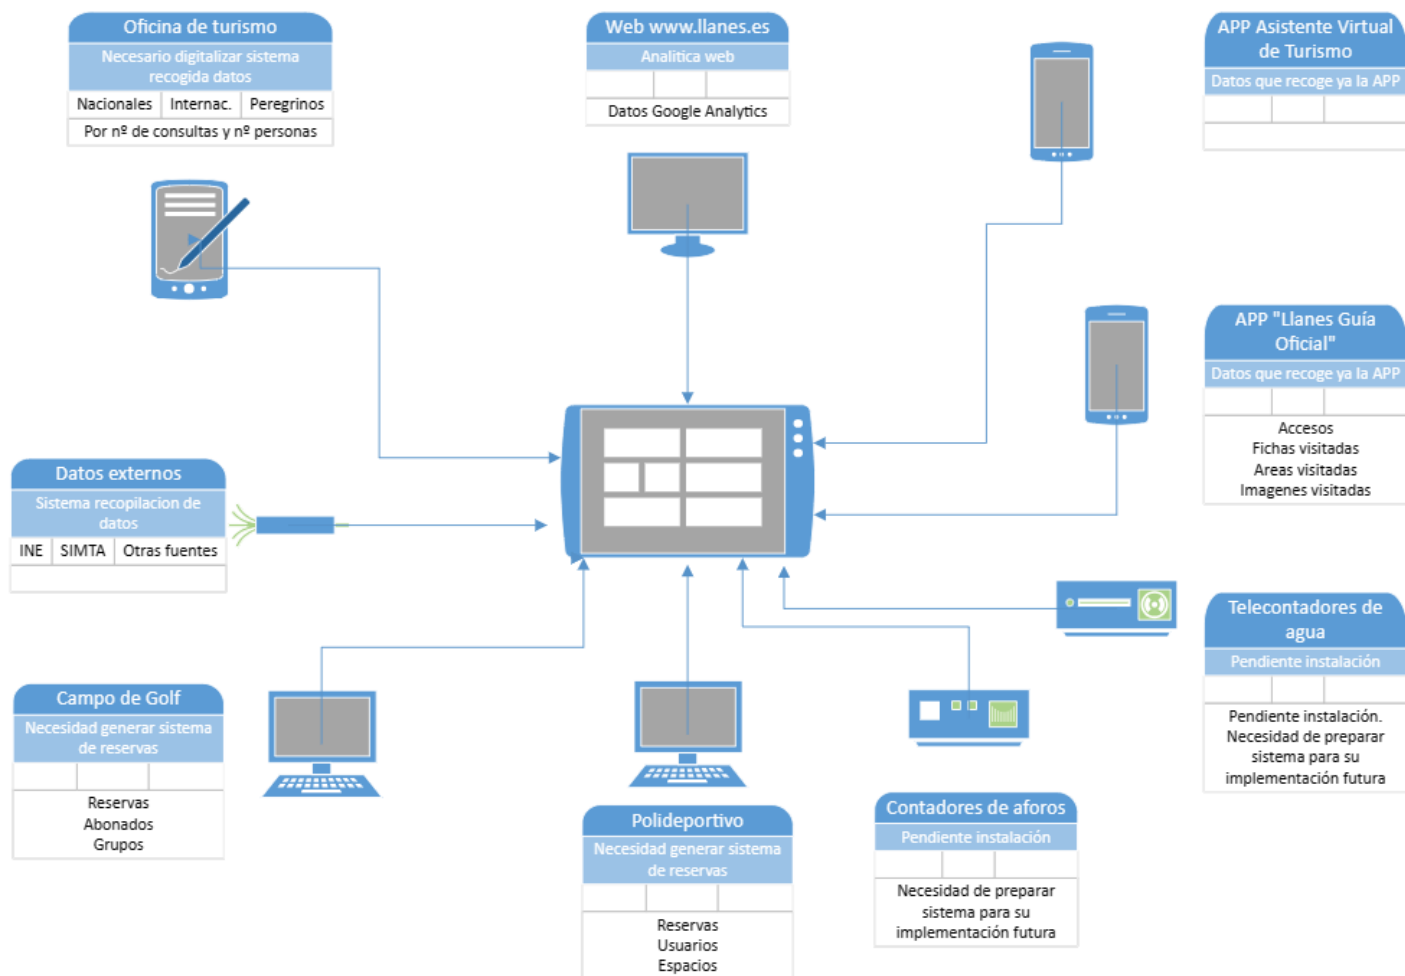 Oficina de turismo
Necesario digitalizar sistema
recogida datos
Nacionales Internac. Peregrinos
Por nº de consultas y nº personas
Web www.llanes.es
Analitica web
Datos Google Analytics
APP Asistente Virtual
de Turismo
Datos que recoge ya la APP
APP "Llanes Guía
Oficial"
Datos que recoge ya la APP
Accesos
Fichas visitadas
Areas visitadas
Imagenes visitadas
Datos externos
Sistema recopilacion de
datos
INE SIMTA Otras fuentes
Telecontadores de
agua
Pendiente instalación
Pendiente instalación.
Necesidad de preparar
sistema para su
implementación futura
Campo de Golf
Necesidad generar sistema
de reservas
Reservas
Abonados
Grupos
Polideportivo
Necesidad generar sistema
de reservas
Reservas
Usuarios
Espacios
Contadores de aforos
Pendiente instalación
Necesidad de preparar
sistema para su
implementación futura